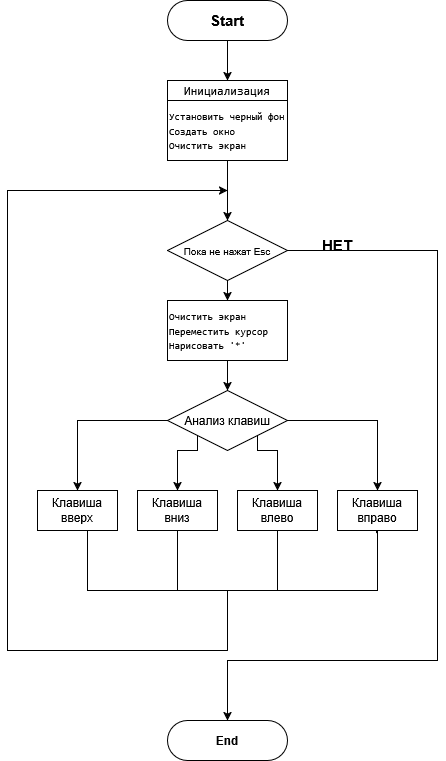 Start
Инициализация
Установить черный фон
Создать окно
Очистить экран
Пока не нажат Esc
НЕТ
Очистить экран
Переместить курсор
Нарисовать '*'
Анализ клавиш
Клавиша
вверх
Клавиша
вниз
Клавиша
влево
Клавиша
вправо
End